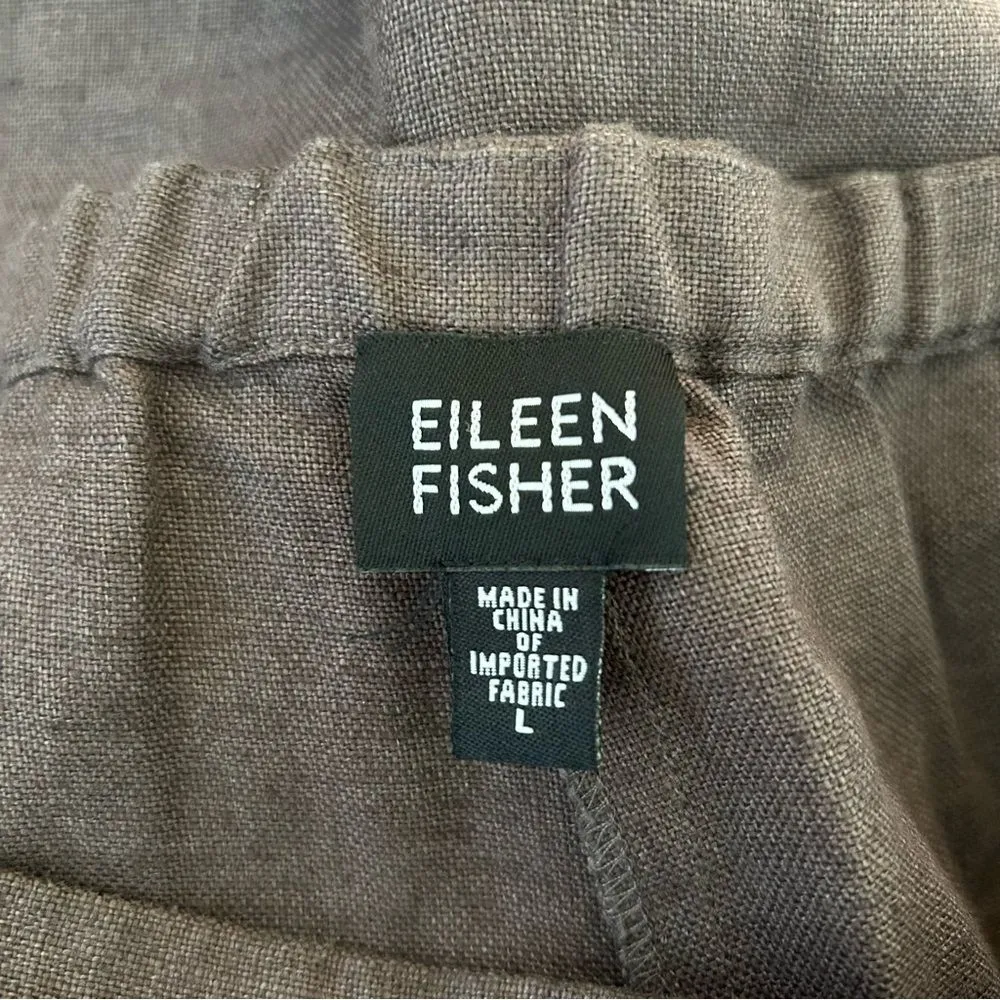 EILEEN
FISHER
MADE IN
CHINA
OF
IMPORTED
FABRIC
L